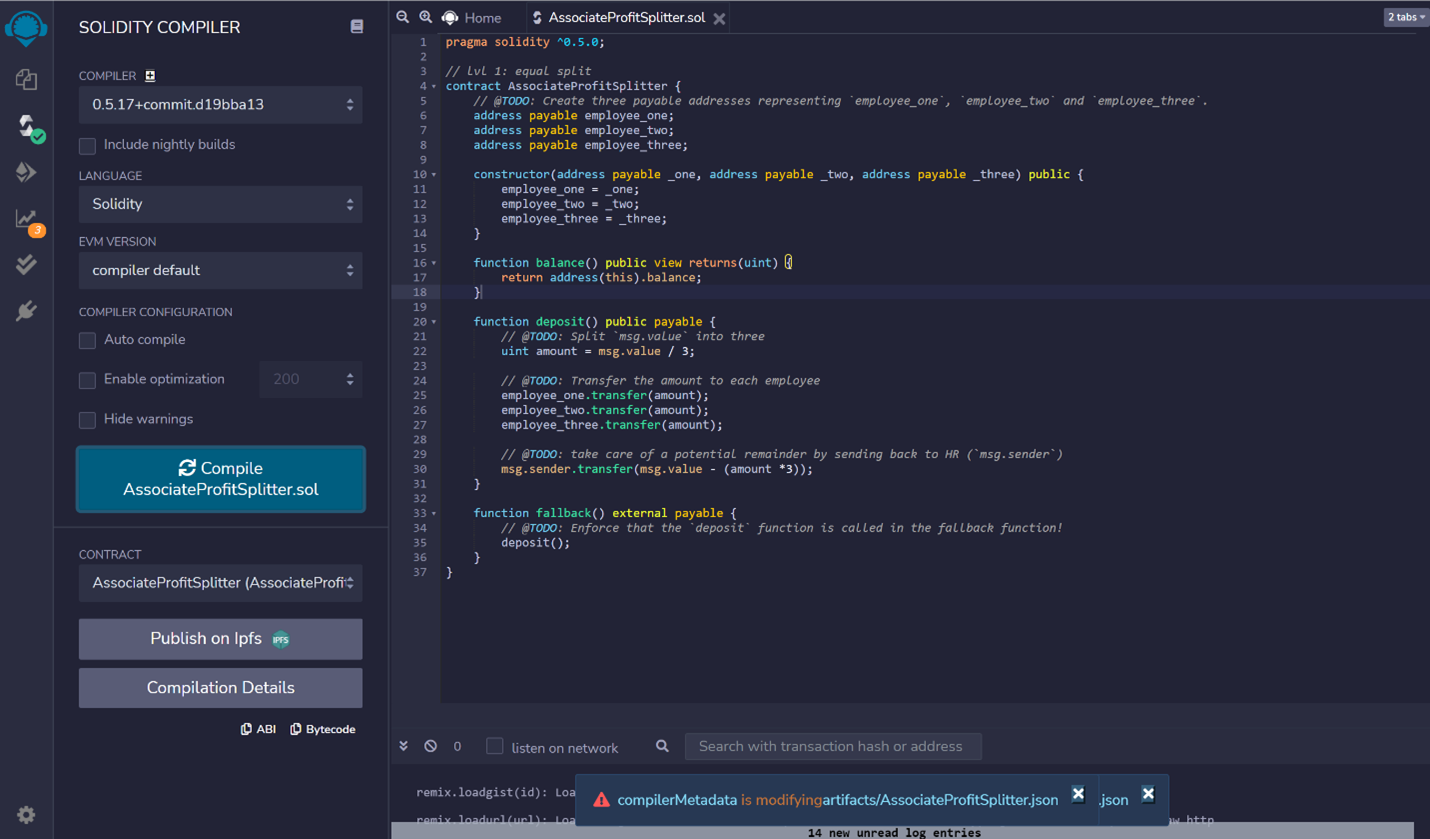 SOLIDITY COMPILER
COMPILER
0.5.17+commit.d19bba13
Include nightly builds
LANGUAGE
Solidity
EVM VERSION
compiler default
COMPILER CONFIGURATION
Auto compile
Enable optimization
200
Hide warnings
Compile
AssociateProfitSplitter.sol
CONTRACT
AssociateProfitSplitter (AssociateProfi
Publish on Ipfs IPFS
Compilation Details
ABI Bytecode
3
Home
AssociateProfitSplitter.sol
2 tabs
1 pragma solidity ^0.5.0;
2
3 // lvl 1: equal split
4 contract AssociateProfitSplitter {
5 // @TODO: Create three payable addresses representing `employee_one`, `employee_two` and `employee_three`.
6 address payable employee_one;
7 address payable employee_two;
8 address payable employee_three;
9
10 constructor(address payable _one, address payable _two, address payable _three) public {
11 employee_one = _one;
12 employee_two = _two;
13 employee_three = _three;
14 }
15
16 function balance() public view returns(uint) {
17 return address(this).balance;
18 }
19
20 function deposit() public payable {
21 // @TODO: Split `msg.value` into three
22 uint amount = msg.value / 3;
23
24 // @TODO: Transfer the amount to each employee
25 employee_one.transfer(amount);
26 employee_two.transfer(amount);
27 employee_three.transfer(amount);
28
29 // @TODO: take care of a potential remainder by sending back to HR (`msg.sender`)
30 msg.sender.transfer(msg.value - (amount *3));
31 }
32
33 function fallback() external payable {
34 // @TODO: Enforce that the `deposit` function is called in the fallback function!
35 deposit();
36 }
37 }
0
listen on network
Search with transaction hash or address
remix.loadgist(id): Loa
compilerMetadata is modifyingartifacts/AssociateProfitSplitter.json
.json
remix.loadurl(url): Loa
http
14 new unread log entries